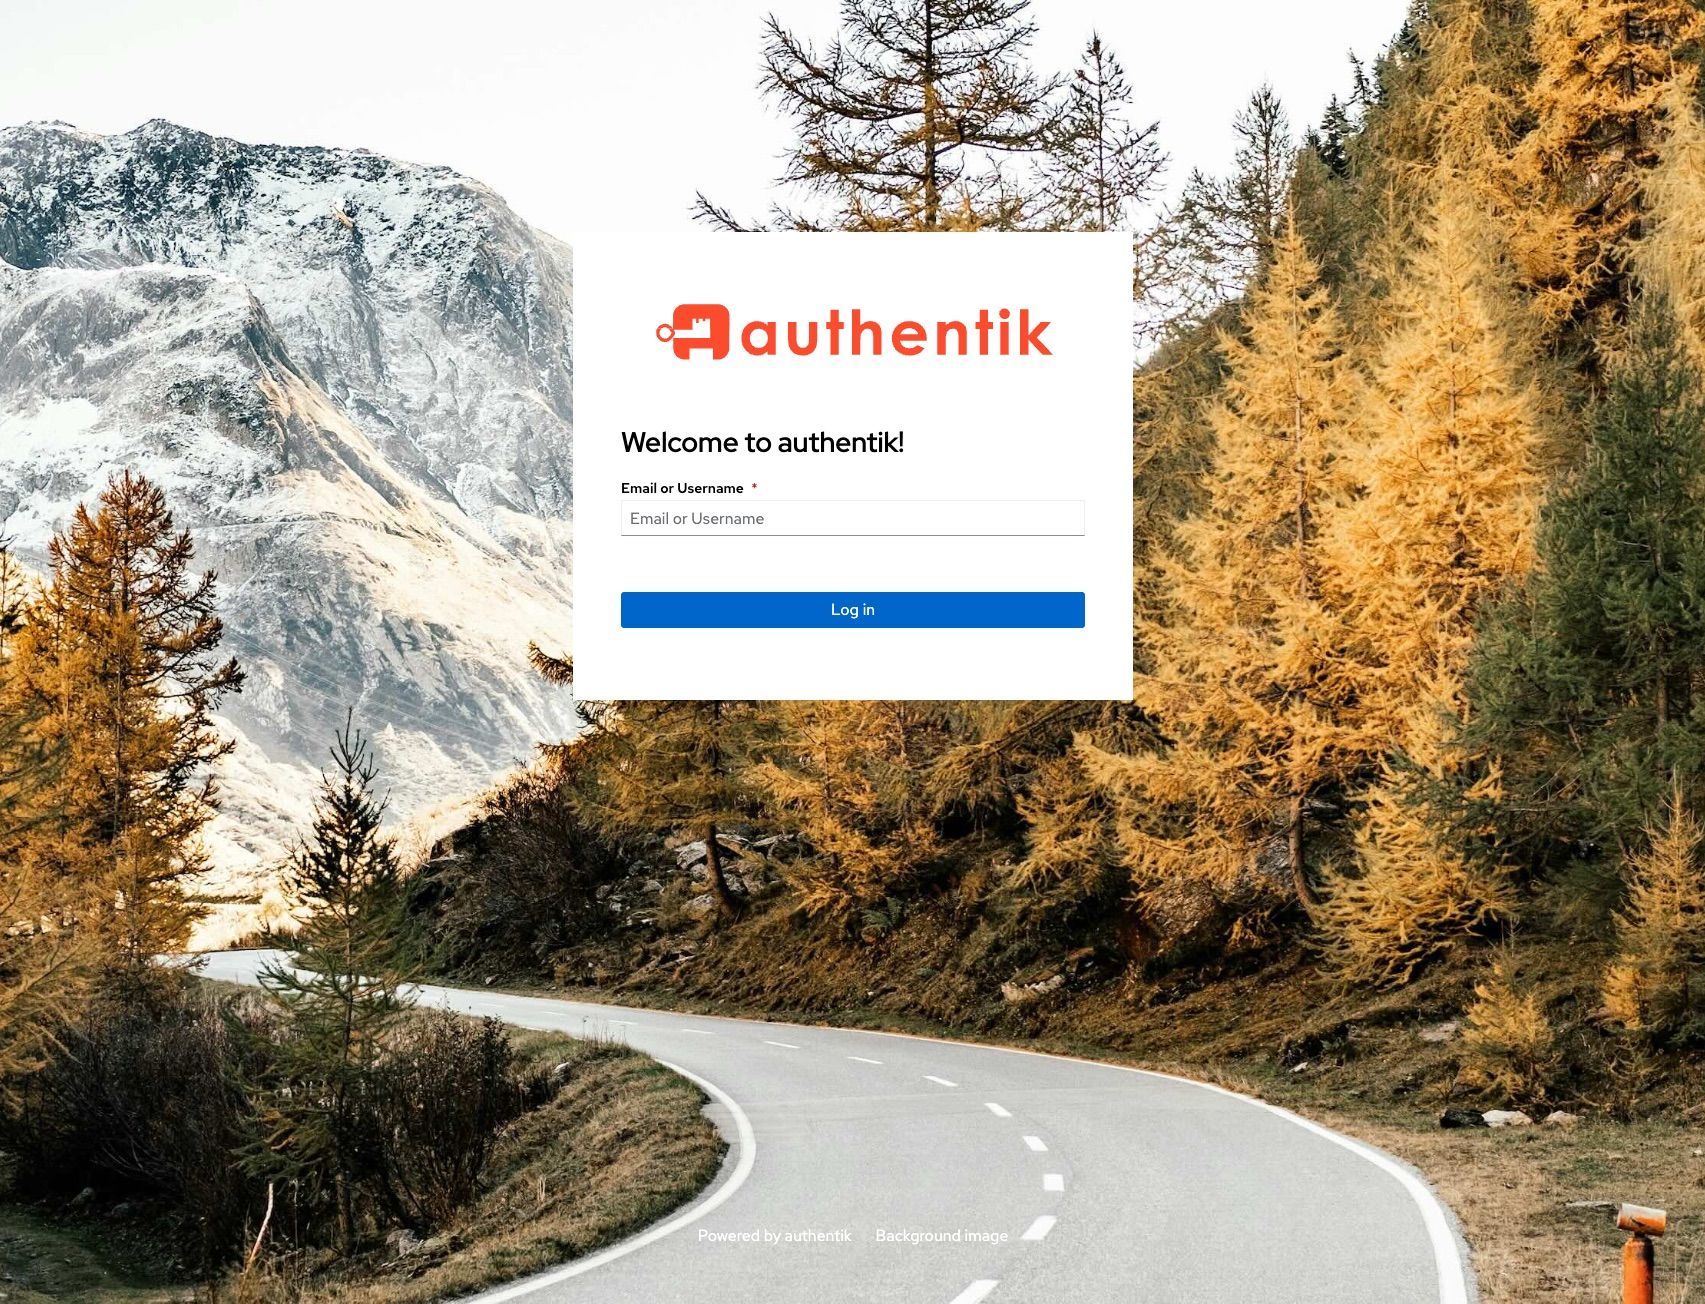 authentik
Welcome to authentik!
Email or Username *
Email or Username
Log in
Powered by authentik Background image